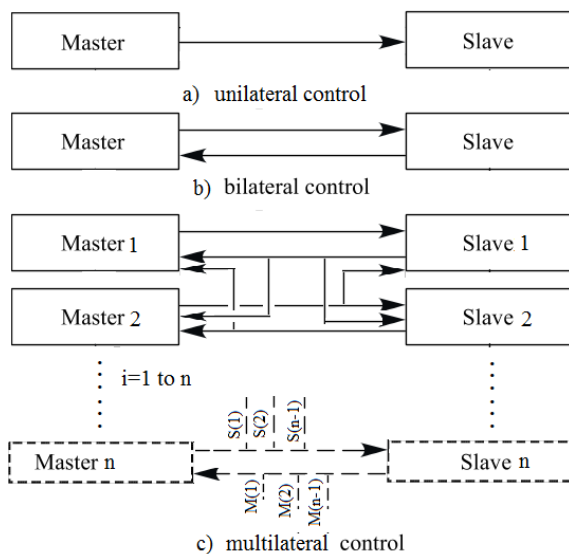 Master Slave
a) unilateral control
Master Slave
b) bilateral control
Master 1 Slave 1
Master 2 Slave 2
i=1 to n
S(1) S(2) S(n-1)
Master n Slave n
M(1) M(2) M(n-1)
c) multilateral control